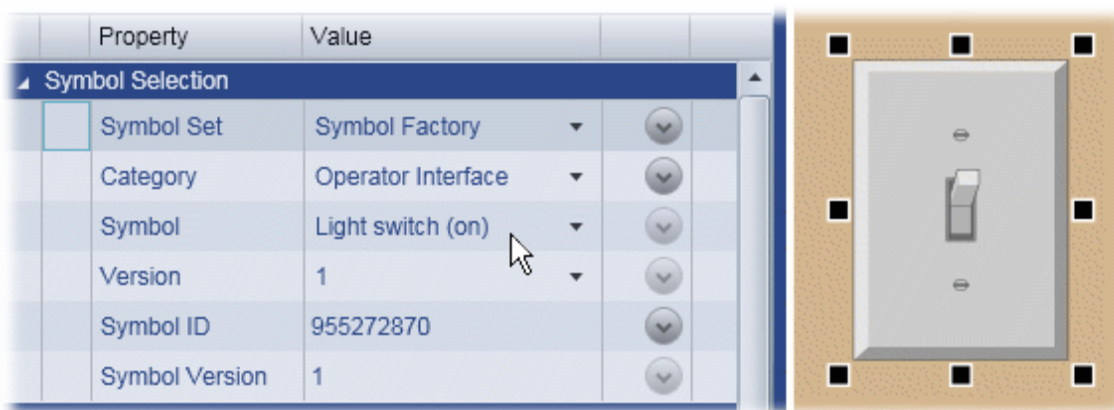 Property Value
Symbol Selection
Symbol Set Symbol Factory
Category Operator Interface
Symbol Light switch (on)
Version 1
Symbol ID 955272870
Symbol Version 1